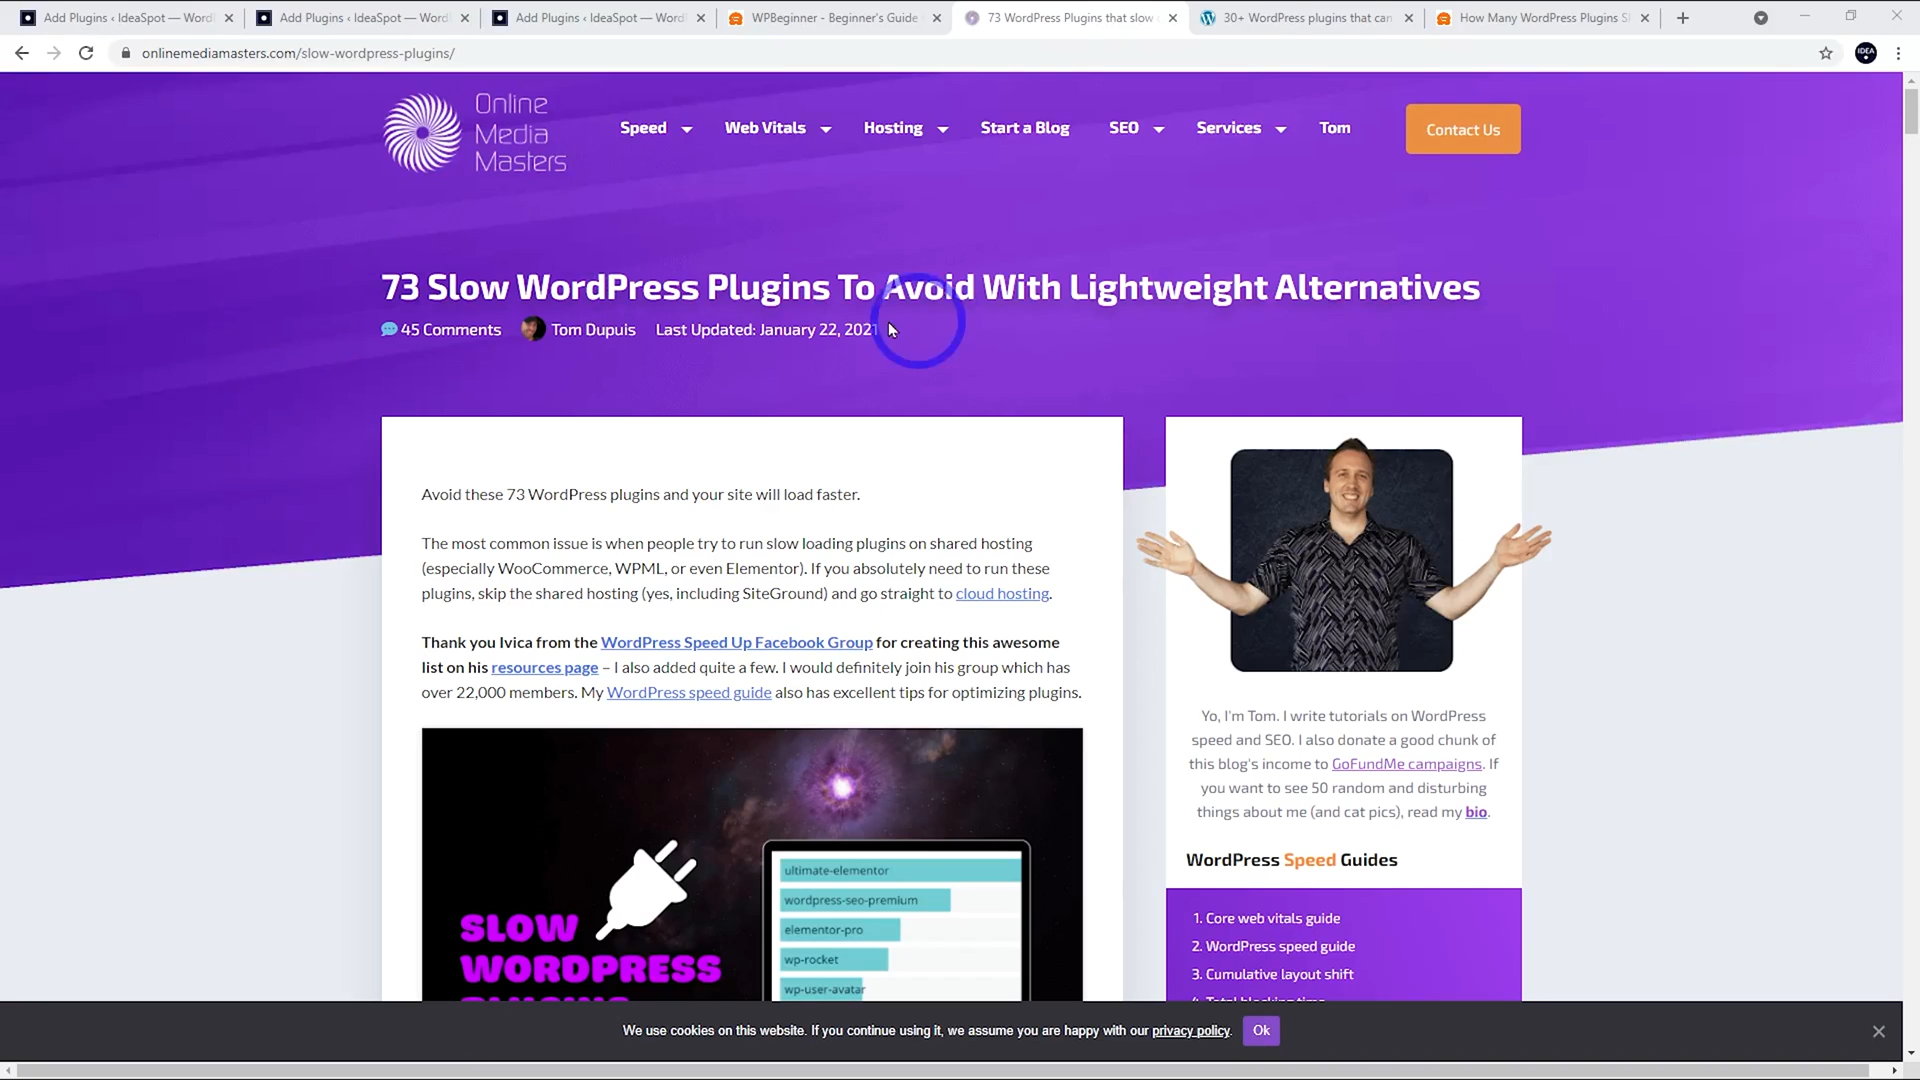 Add Plugins ‹ IdeaSpot — Word
Add Plugins ‹ IdeaSpot — Word
Add Plugins ‹ IdeaSpot — Word
WPBeginner - Beginner's Guide
73 WordPress Plugins that slow
30+ WordPress plugins that can
How Many WordPress Plugins
onlinemediamasters.com/slow-wordpress-plugins/
IDEA
Online
Media
Masters
Speed
Web Vitals
Hosting
Start a Blog
SEO
Services
Tom
Contact Us
73 Slow WordPress Plugins To Avoid With Lightweight Alternatives
45 Comments
Tom Dupuis
Last Updated: January 22, 2021
Avoid these 73 WordPress plugins and your site will load faster.
The most common issue is when people try to run slow loading plugins on shared hosting
(especially WooCommerce, WPML, or even Elementor). If you absolutely need to run these
plugins, skip the shared hosting (yes, including SiteGround) and go straight to cloud hosting.
Thank you Ivica from the WordPress Speed Up Facebook Group for creating this awesome
list on his resources page – I also added quite a few. I would definitely join his group which has
over 22,000 members. My WordPress speed guide also has excellent tips for optimizing plugins.
SLOW
WORDPRESS
PLUGINS
ultimate-elementor
wordpress-seo-premium
elementor-pro
wp-rocket
wp-user-avatar
Yo, I'm Tom. I write tutorials on WordPress
speed and SEO. I also donate a good chunk of
this blog's income to GoFundMe campaigns. If
you want to see 50 random and disturbing
things about me (and cat pics), read my bio.
WordPress Speed Guides
1. Core web vitals guide
2. WordPress speed guide
3. Cumulative layout shift
4. Total blocking time
We use cookies on this website. If you continue using it, we assume you are happy with our privacy policy.
Ok